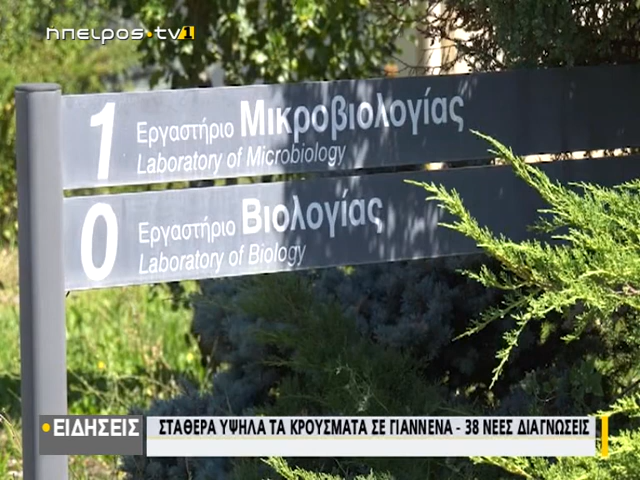 ηπειρος•tv1
1 Εργαστήριο Μικροβιολογίας
Laboratory of Microbiology
0 Εργαστήριο Βιολογίας
Laboratory of Biology
•ΕΙΔΗΣΕΙΣ
ΣΤΑΘΕΡΑ ΥΨΗΛΑ ΤΑ ΚΡΟΥΣΜΑΤΑ ΣΕ ΓΙΑΝΝΕΝΑ - 38 ΝΕΕΣ ΔΙΑΓΝΩΣΕΙΣ